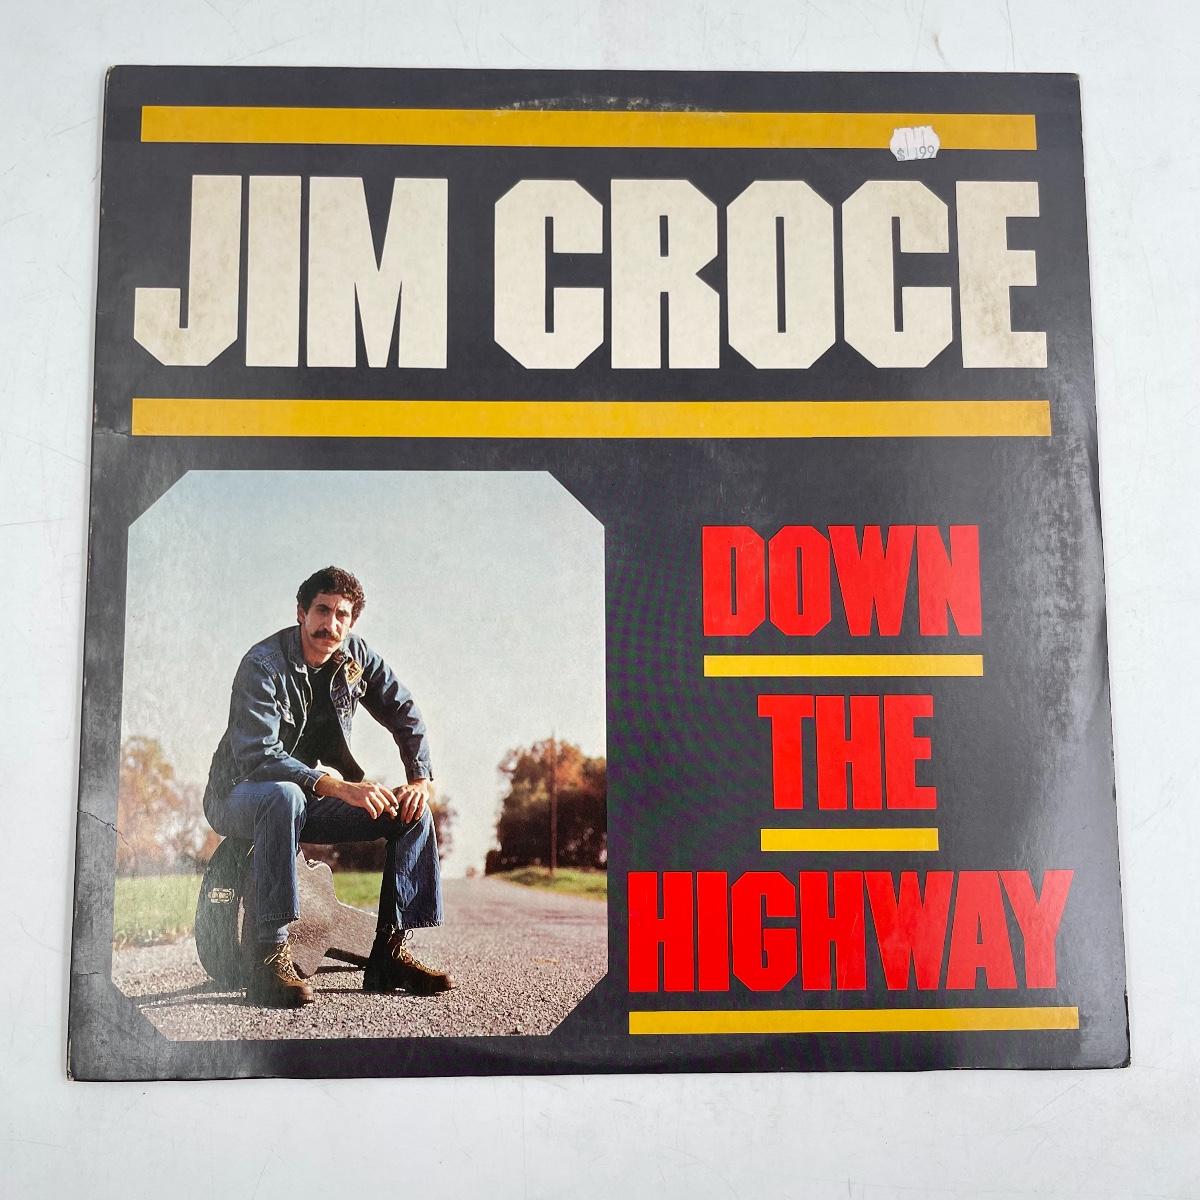 JIM CROCE
DOWN
THE
HIGHWAY